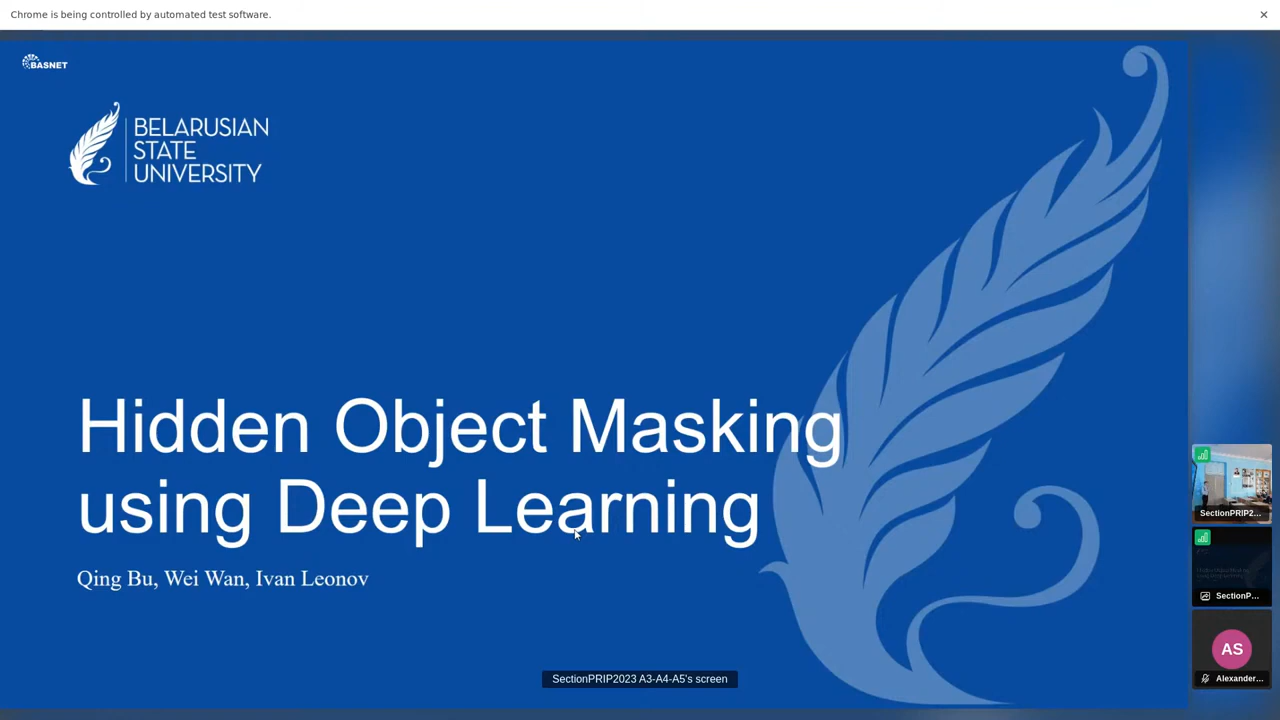 Chrome is being controlled by automated test software.
BASNET
BELARUSIAN
STATE
UNIVERSITY
Hidden Object Masking
using Deep Learning
Qing Bu, Wei Wan, Ivan Leonov
SectionPRIP2023 A3-A4-A5's screen
SectionPRIP2...
SectionP...
AS
Alexander...